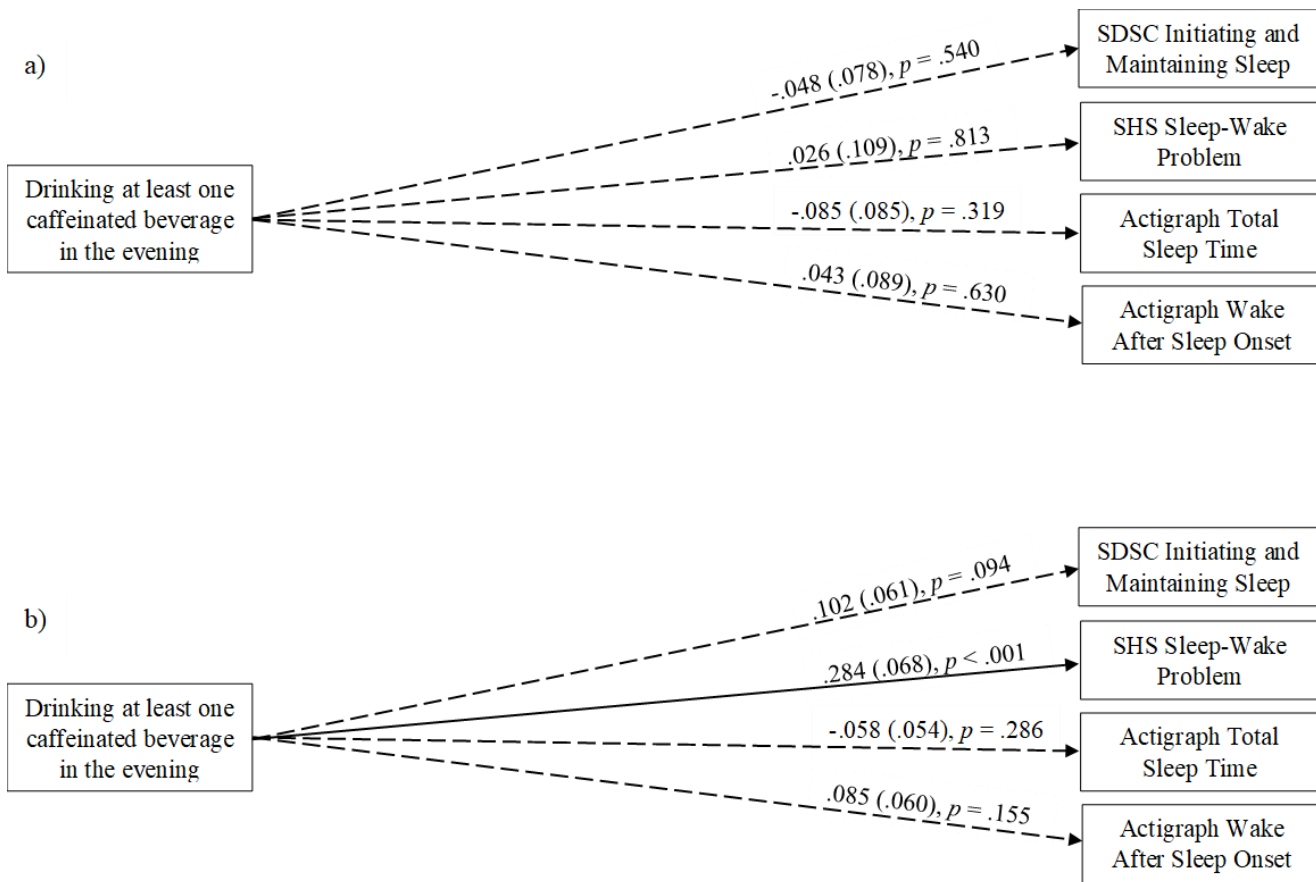 a)
Drinking at least one
caffeinated beverage
in the evening
-.048 (.078), p = .540
.026 (.109), p = .813
-.085 (.085), p = .319
.043 (.089), p = .630
SDSC Initiating and
Maintaining Sleep
SHS Sleep-Wake
Problem
Actigraph Total
Sleep Time
Actigraph Wake
After Sleep Onset
b)
Drinking at least one
caffeinated beverage
in the evening
.102 (.061), p = .094
.284 (.068), p < .001
-.058 (.054), p = .286
.085 (.060), p = .155
SDSC Initiating and
Maintaining Sleep
SHS Sleep-Wake
Problem
Actigraph Total
Sleep Time
Actigraph Wake
After Sleep Onset